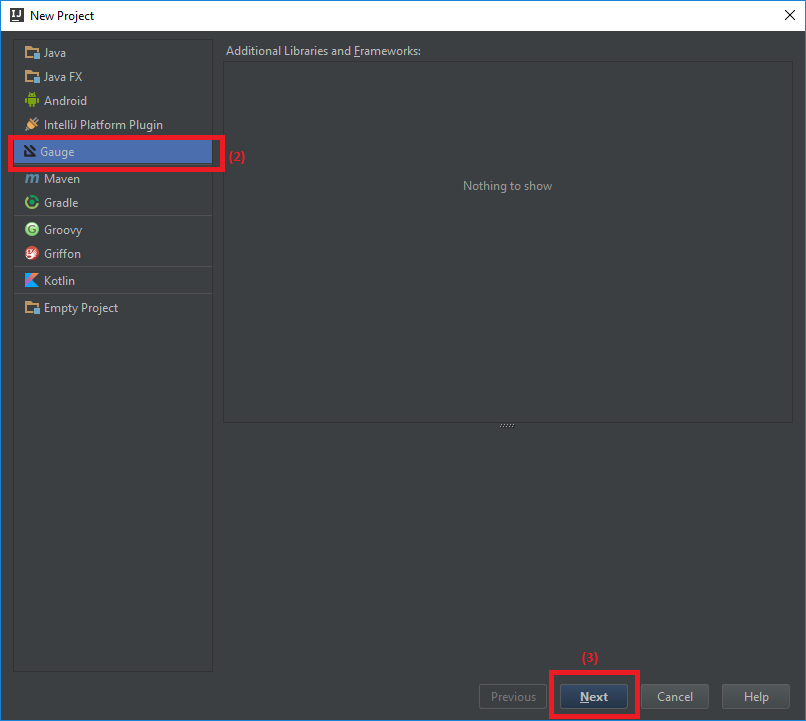 New Project
Java
Java FX
Android
IntelliJ Platform Plugin
Gauge
(2)
Maven
Gradle
Groovy
Griffon
Kotlin
Empty Project
Additional Libraries and Frameworks:
Nothing to show
(3)
Previous
Next
Cancel
Help